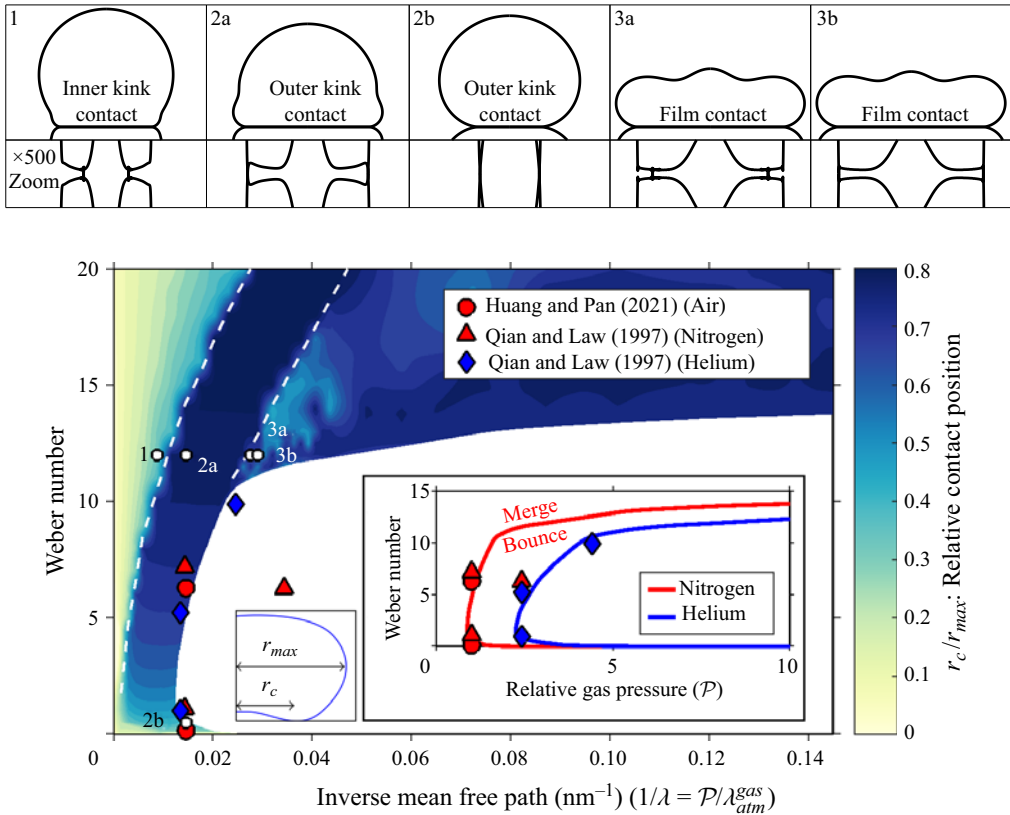 1
2a
2b
3a
3b
Inner kink
contact
Outer kink
contact
Outer kink
contact
Film contact
Film contact
×500
Zoom
20
15
10
5
0
Weber number
Huang and Pan (2021) (Air)
Qian and Law (1997) (Nitrogen)
Qian and Law (1997) (Helium)
1
2a
3a
3b
2b
r_max
r_c
15
10
5
0
Weber number
Merge
Bounce
Nitrogen
Helium
0
5
10
Relative gas pressure (𝒫)
0
0.02
0.04
0.06
0.08
0.10
0.12
0.14
Inverse mean free path (nm⁻¹) (1/λ = 𝒫/λ_atm^gas)
0.8
0.7
0.6
0.5
0.4
0.3
0.2
0.1
0
r_c/r_max: Relative contact position